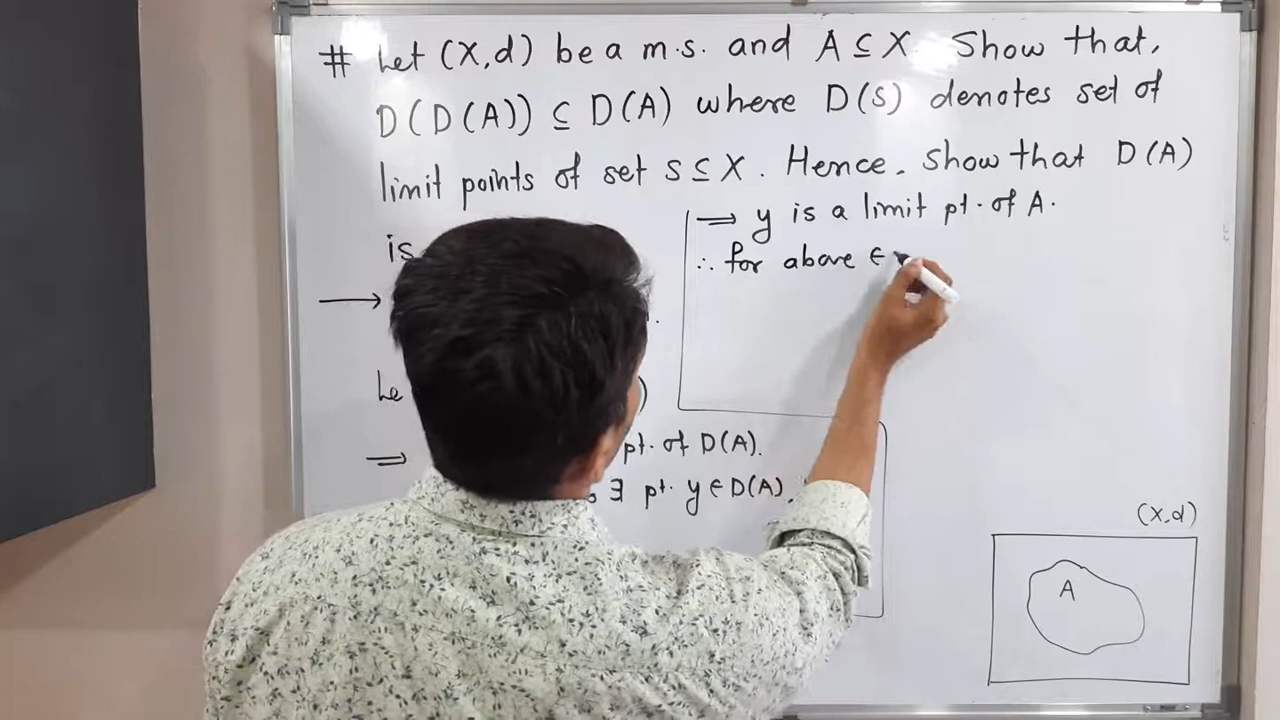 # Let (X,d) be a m.s. and A ⊆ X. Show that,
D(D(A)) ⊆ D(A) where D(S) denotes set of
limit points of set S ⊆ X. Hence, show that D(A)
is
Le )
⟹ pt. of D(A).
∃ pt. y ∈ D(A),
⟹ y is a limit pt. of A.
∴ for above ∈
(X,d)
A